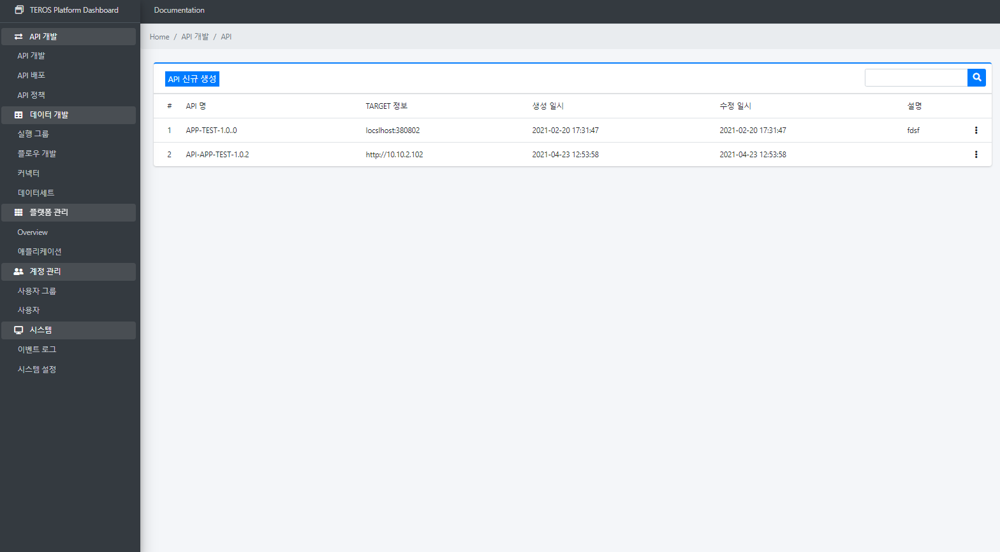 TEROS Platform Dashboard
Documentation
Home / API 개발 / API
API 개발
API 개발
API 배포
API 정책
데이터 개발
실행 그룹
플로우 개발
커넥터
데이터세트
플랫폼 관리
Overview
애플리케이션
계정 관리
사용자 그룹
사용자
시스템
이벤트 로그
시스템 설정
API 신규 생성
# API 명 TARGET 정보 생성 일시 수정 일시 설명
1 APP-TEST-1.0..0 locslhost:380802 2021-02-20 17:31:47 2021-02-20 17:31:47 fdsf
2 API-APP-TEST-1.0.2 http://10.10.2.102 2021-04-23 12:53:58 2021-04-23 12:53:58